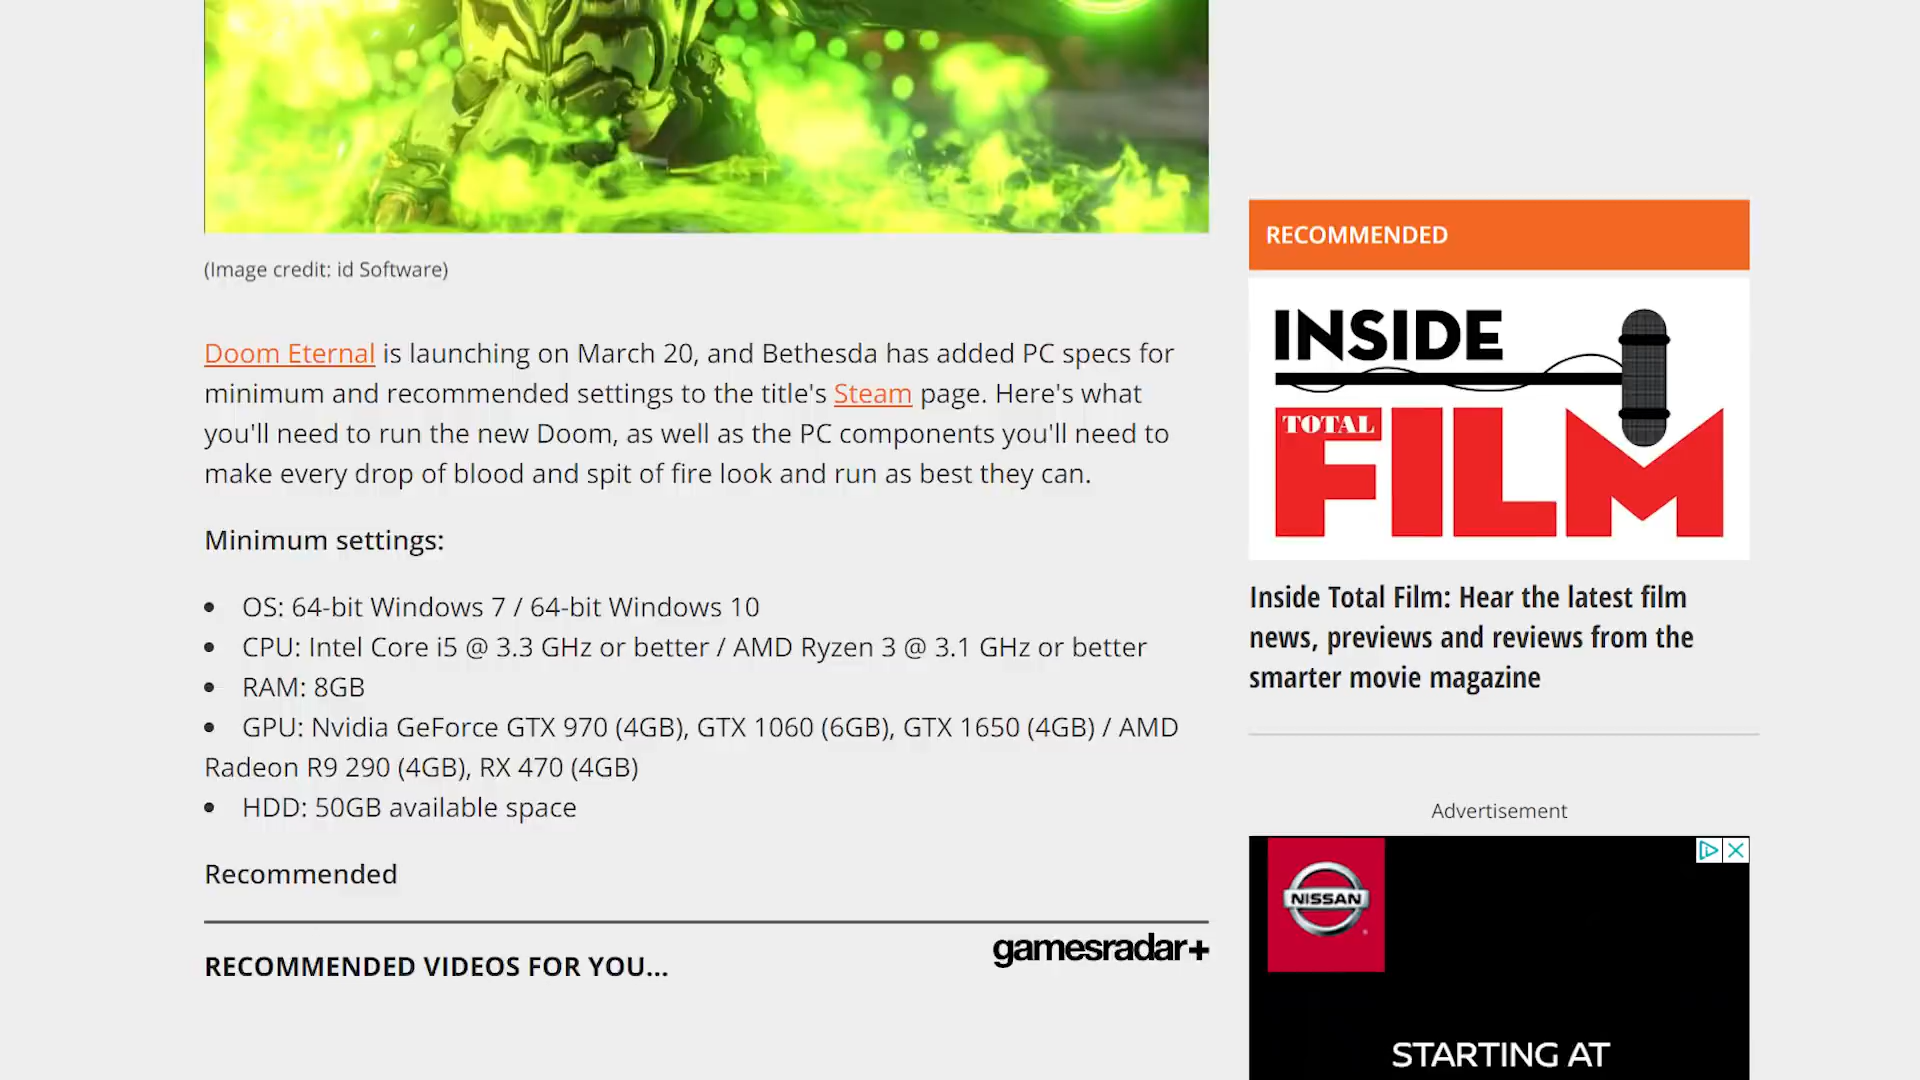 (Image credit: id Software)
Doom Eternal is launching on March 20, and Bethesda has added PC specs for
minimum and recommended settings to the title's Steam page. Here's what
you'll need to run the new Doom, as well as the PC components you'll need to
make every drop of blood and spit of fire look and run as best they can.
Minimum settings:
• OS: 64-bit Windows 7 / 64-bit Windows 10
• CPU: Intel Core i5 @ 3.3 GHz or better / AMD Ryzen 3 @ 3.1 GHz or better
• RAM: 8GB
• GPU: Nvidia GeForce GTX 970 (4GB), GTX 1060 (6GB), GTX 1650 (4GB) / AMD
Radeon R9 290 (4GB), RX 470 (4GB)
• HDD: 50GB available space
Recommended
RECOMMENDED VIDEOS FOR YOU...
gamesradar+
RECOMMENDED
INSIDE
TOTAL
FILM
Inside Total Film: Hear the latest film
news, previews and reviews from the
smarter movie magazine
Advertisement
NISSAN
STARTING AT